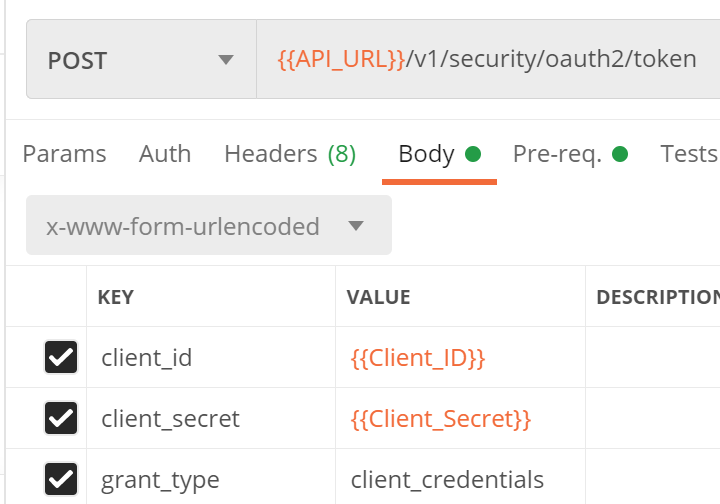 POST {{API_URL}}/v1/security/oauth2/token
Params Auth Headers (8) Body Pre-req. Tests
x-www-form-urlencoded
KEY VALUE DESCRIPTION
client_id {{Client_ID}}
client_secret {{Client_Secret}}
grant_type client_credentials